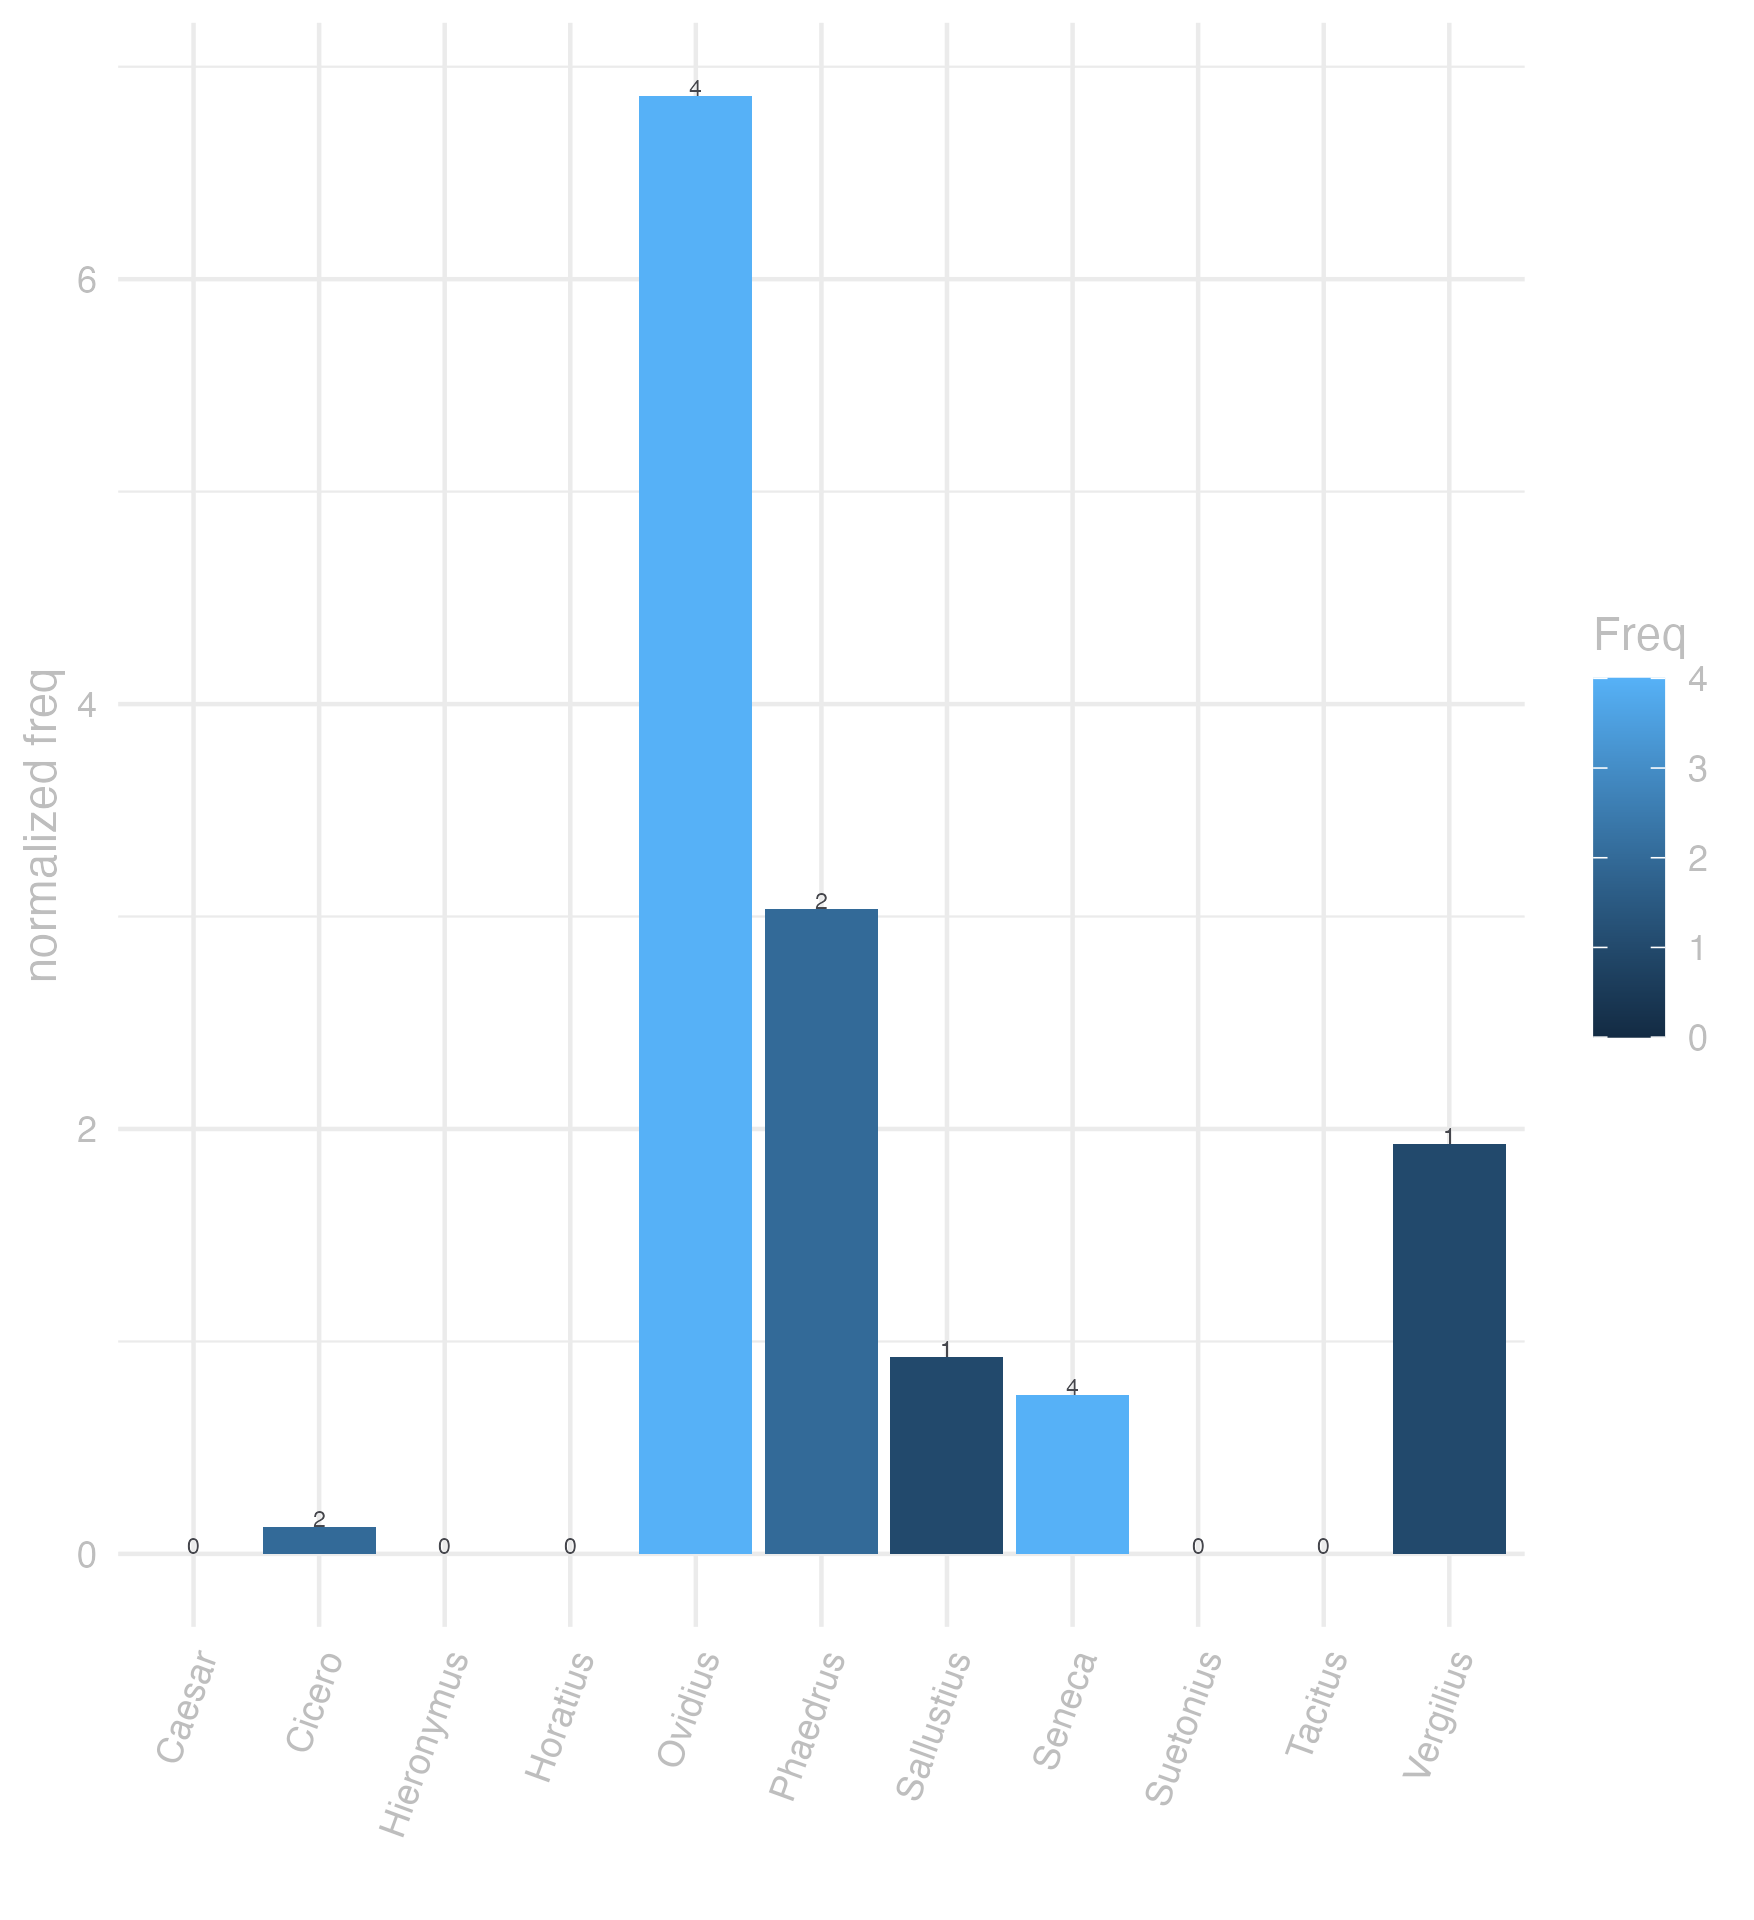 normalized freq
6
4
2
0
4
2
1
1
4
2
0
0
0
0
0
Caesar
Cicero
Hieronymus
Horatius
Ovidius
Phaedrus
Sallustius
Seneca
Suetonius
Tacitus
Vergilius
Freq
4
3
2
1
0